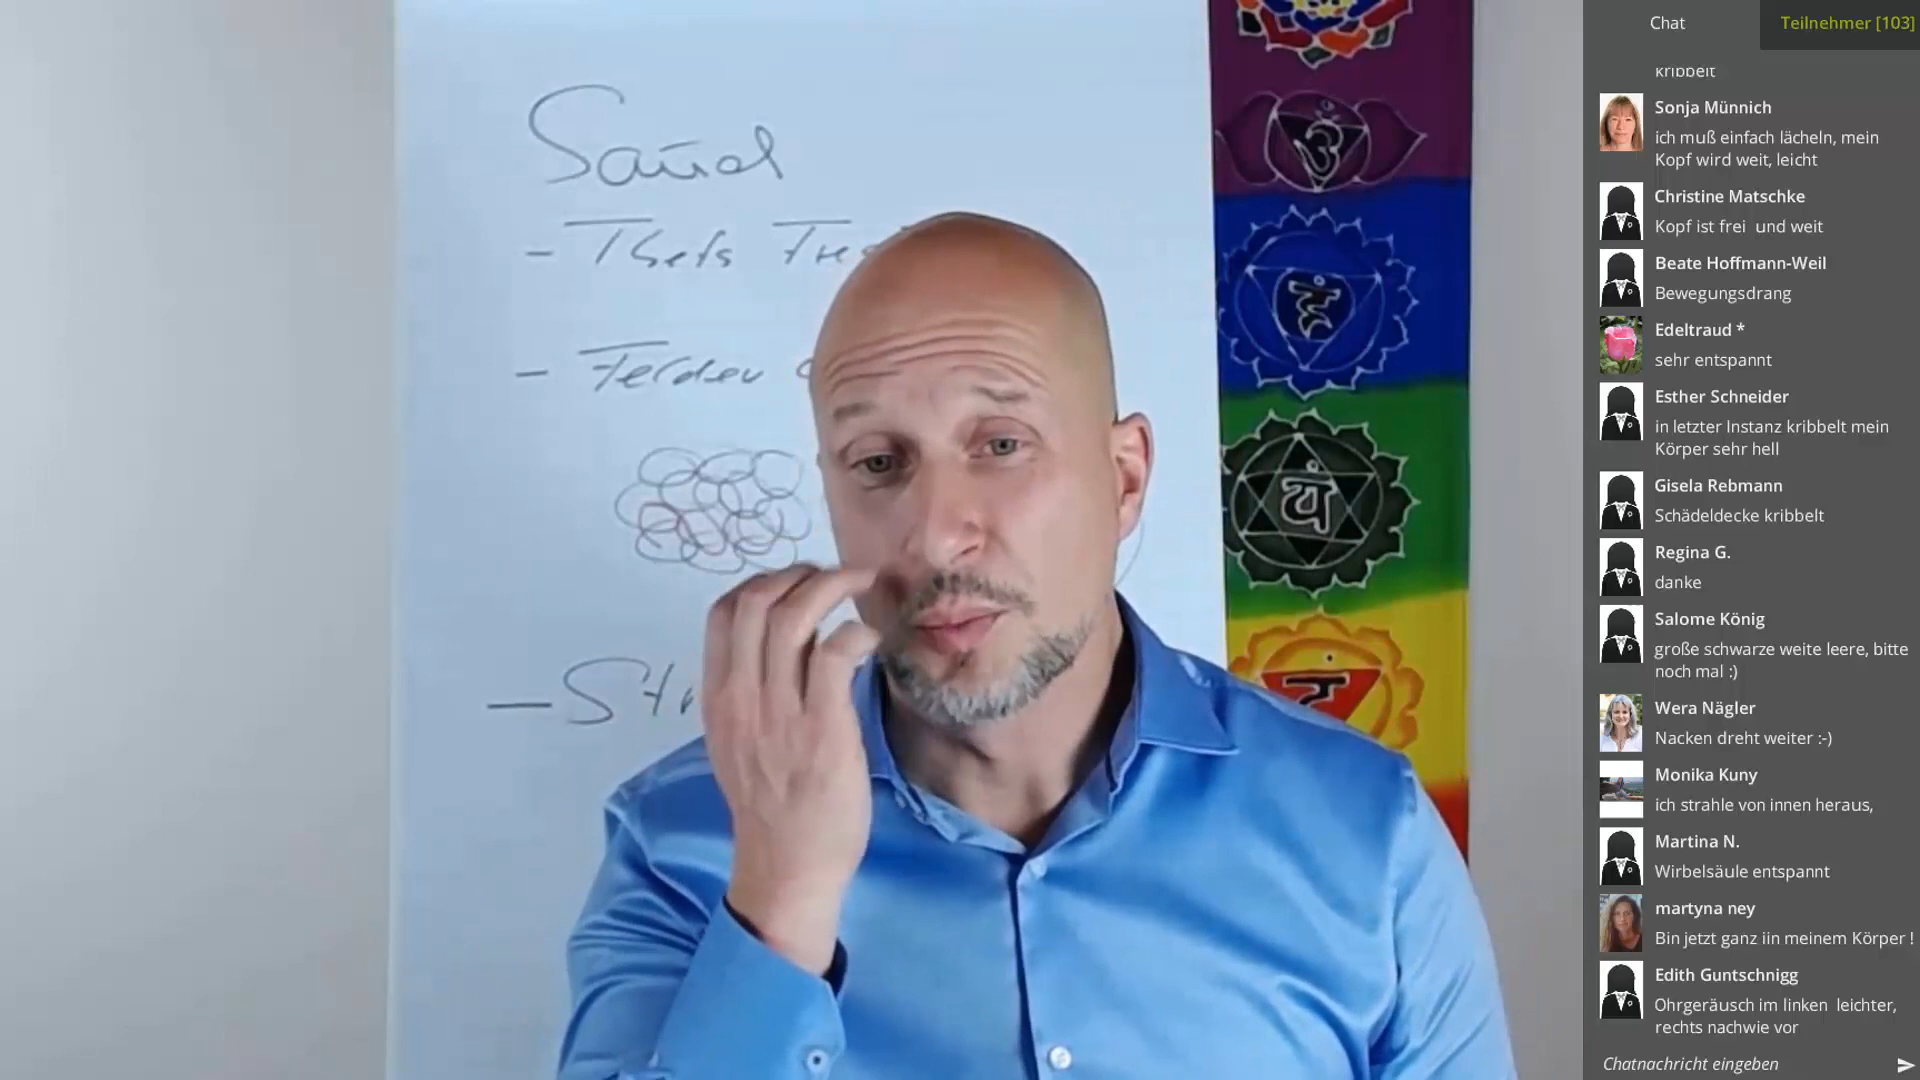 Sound
- Theta
- Felder
Chat
Teilnehmer [103]
kribbelt
Sonja Münnich
ich muß einfach lächeln, mein
Kopf wird weit, leicht
Christine Matschke
Kopf ist frei und weit
Beate Hoffmann-Weil
Bewegungsdrang
Edeltraud *
sehr entspannt
Esther Schneider
in letzter Instanz kribbelt mein
Körper sehr hell
Gisela Rebmann
Schädeldecke kribbelt
Regina G.
danke
Salome König
große schwarze weite leere, bitte
noch mal :)
Wera Nägler
Nacken dreht weiter :-)
Monika Kuny
ich strahle von innen heraus,
Martina N.
Wirbelsäule entspannt
martyna ney
Bin jetzt ganz iin meinem Körper !
Edith Guntschnigg
Ohrgeräusch im linken leichter,
rechts nachwie vor
Chatnachricht eingeben
ॐ
हं
यं
रं